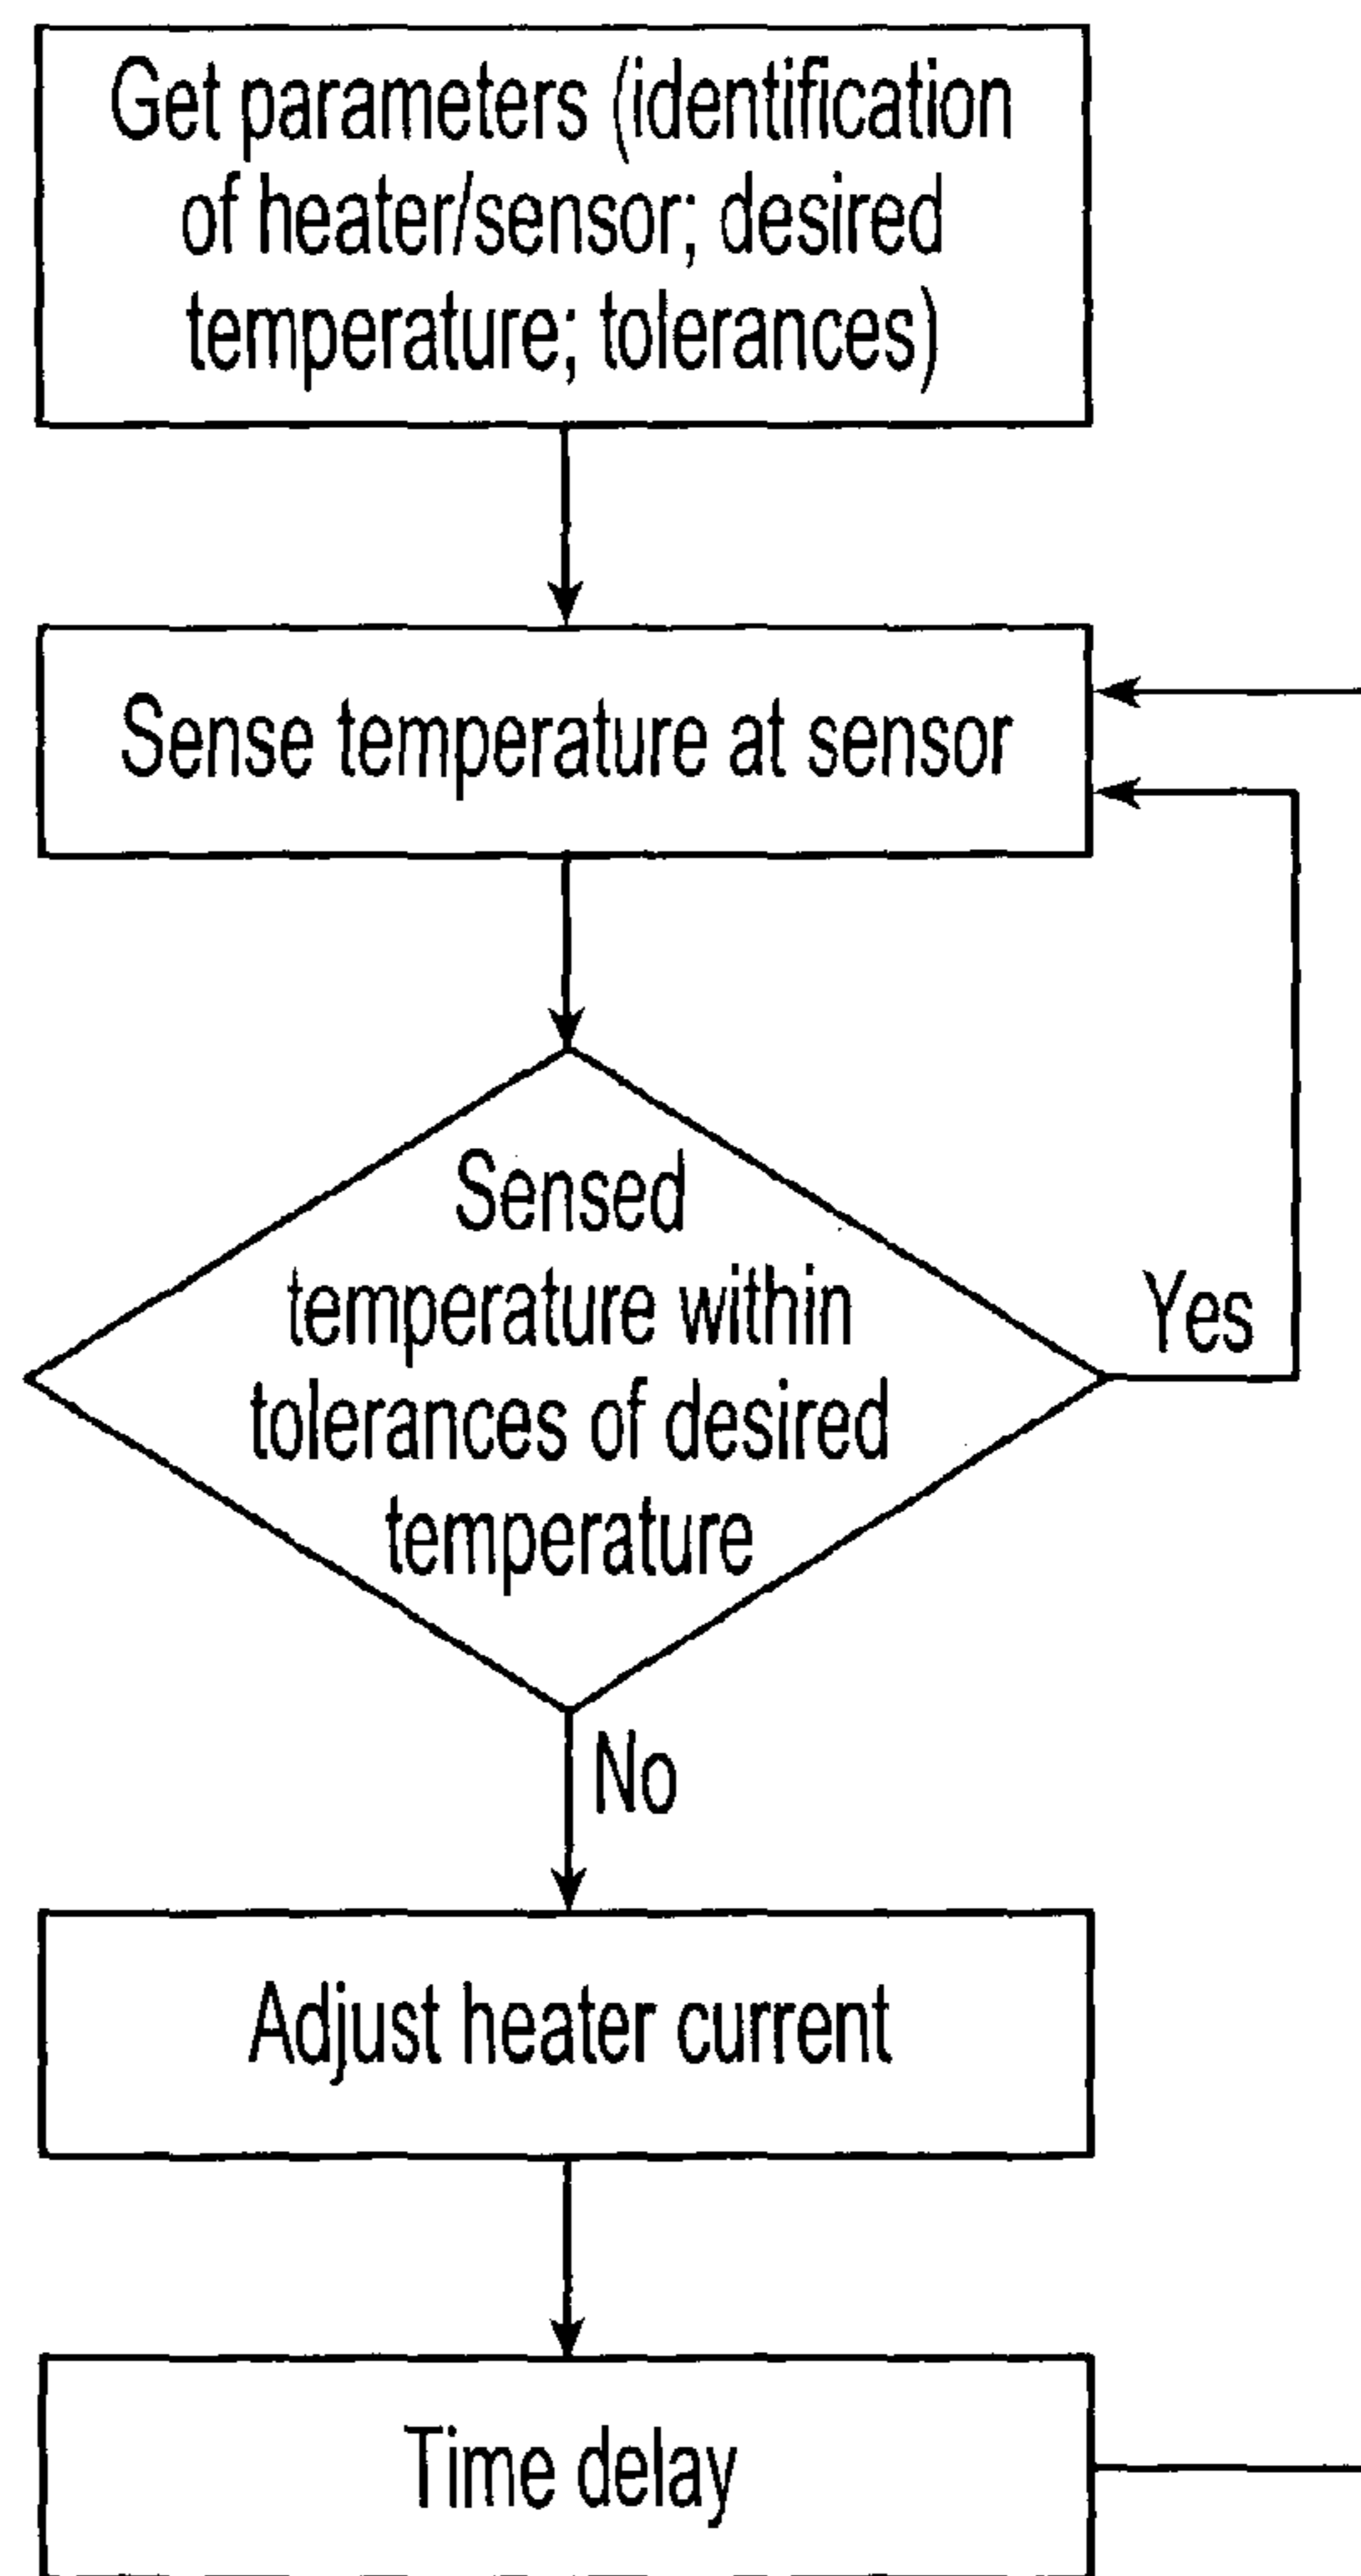 Get parameters (identification
of heater/sensor; desired
temperature; tolerances)
Sense temperature at sensor
Sensed
temperature within
tolerances of desired
temperature
Yes
No
Adjust heater current
Time delay